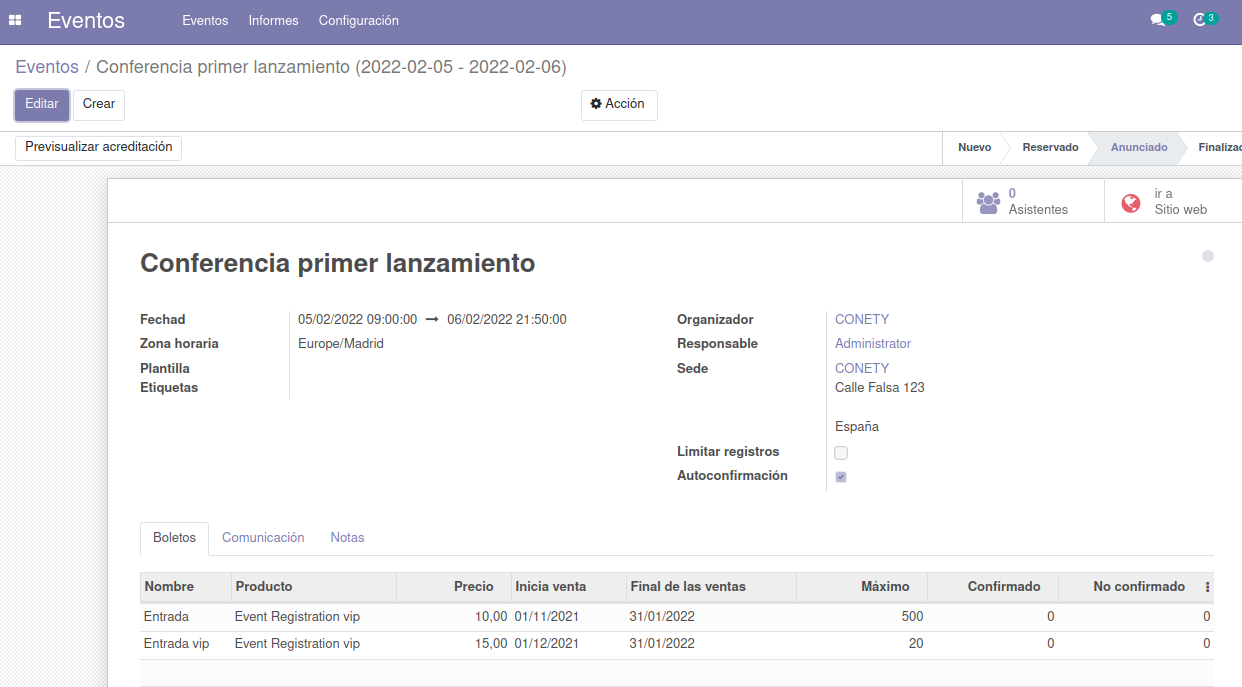 Eventos Eventos Informes Configuración 5 3
Eventos / Conferencia primer lanzamiento (2022-02-05 - 2022-02-06)
Editar Crear Acción
Previsualizar acreditación Nuevo Reservado Anunciado Finalizad
0 Asistentes
ir a Sitio web
Conferencia primer lanzamiento
Fechad 05/02/2022 09:00:00 → 06/02/2022 21:50:00
Zona horaria Europe/Madrid
Plantilla
Etiquetas
Organizador CONETY
Responsable Administrator
Sede CONETY
Calle Falsa 123
España
Limitar registros
Autoconfirmación
Boletos Comunicación Notas
Nombre Producto Precio Inicia venta Final de las ventas Máximo Confirmado No confirmado
Entrada Event Registration vip 10,00 01/11/2021 31/01/2022 500 0 0
Entrada vip Event Registration vip 15,00 01/12/2021 31/01/2022 20 0 0